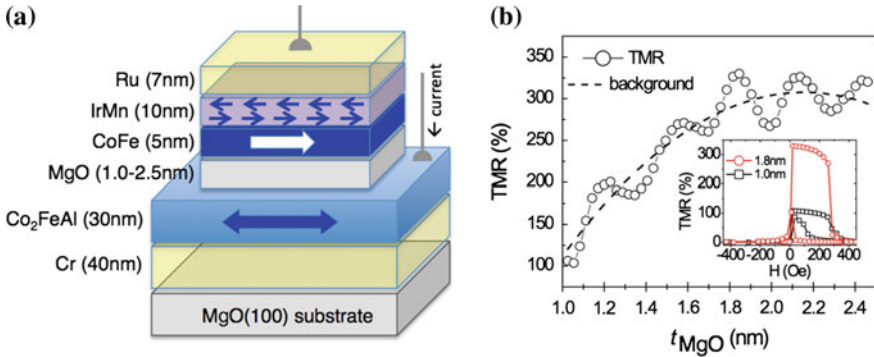 (a)
Ru (7nm)
IrMn (10nm)
CoFe (5nm)
MgO (1.0-2.5nm)
Co₂FeAl (30nm)
Cr (40nm)
MgO(100) substrate
current
(b)
TMR (%)
350
300
250
200
150
100
TMR
background
TMR (%)
300
200
100
0
1.8nm
1.0nm
-400 -200 0 200 400
H (Oe)
1.0 1.2 1.4 1.6 1.8 2.0 2.2 2.4
tMgO (nm)